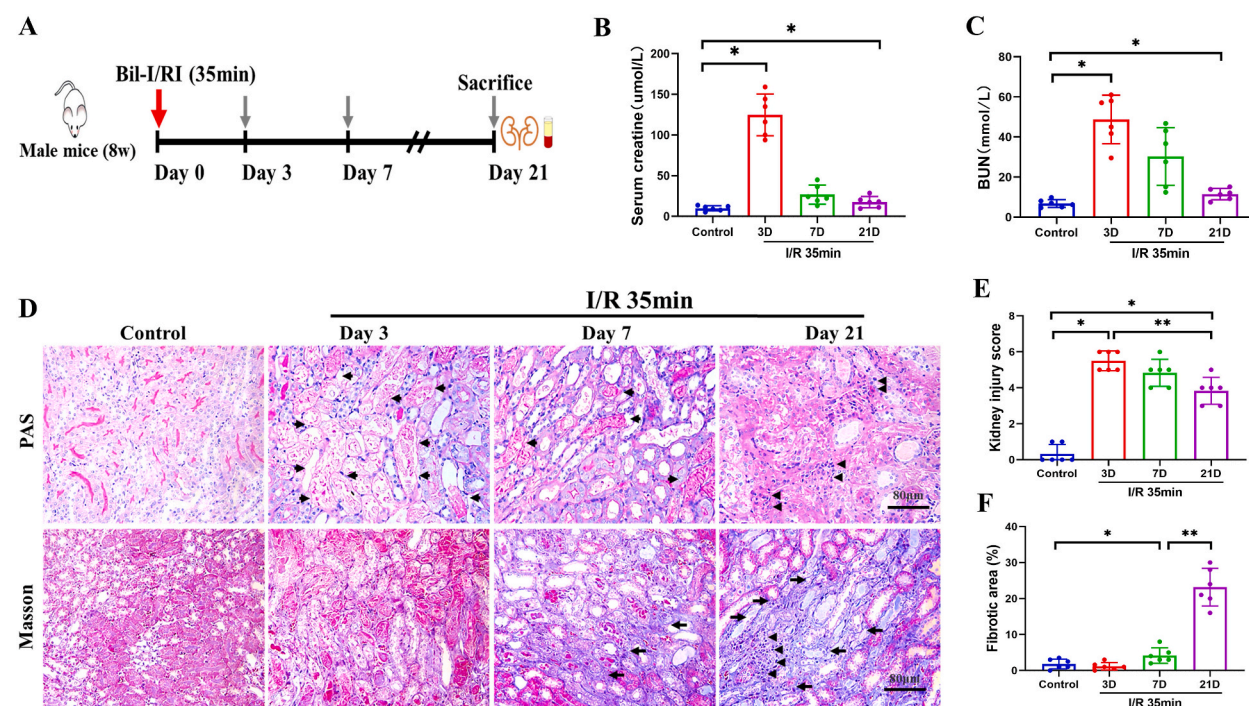 A
Bil-I/RI (35min)
Sacrifice
Male mice (8w)
Day 0
Day 3
Day 7
Day 21
B
Serum creatine (umol/L)
200
150
100
50
0
*
*
Control
3D
7D
21D
I/R 35min
C
BUN (mmol/L)
80
60
40
20
0
*
*
Control
3D
7D
21D
I/R 35min
D
I/R 35min
Control
Day 3
Day 7
Day 21
PAS
80nm
Masson
80nm
E
Kidney injury score
8
6
4
2
0
*
*
**
Control
3D
7D
21D
I/R 35min
F
Fibrotic area (%)
40
30
20
10
0
*
**
Control
3D
7D
21D
I/R 35min